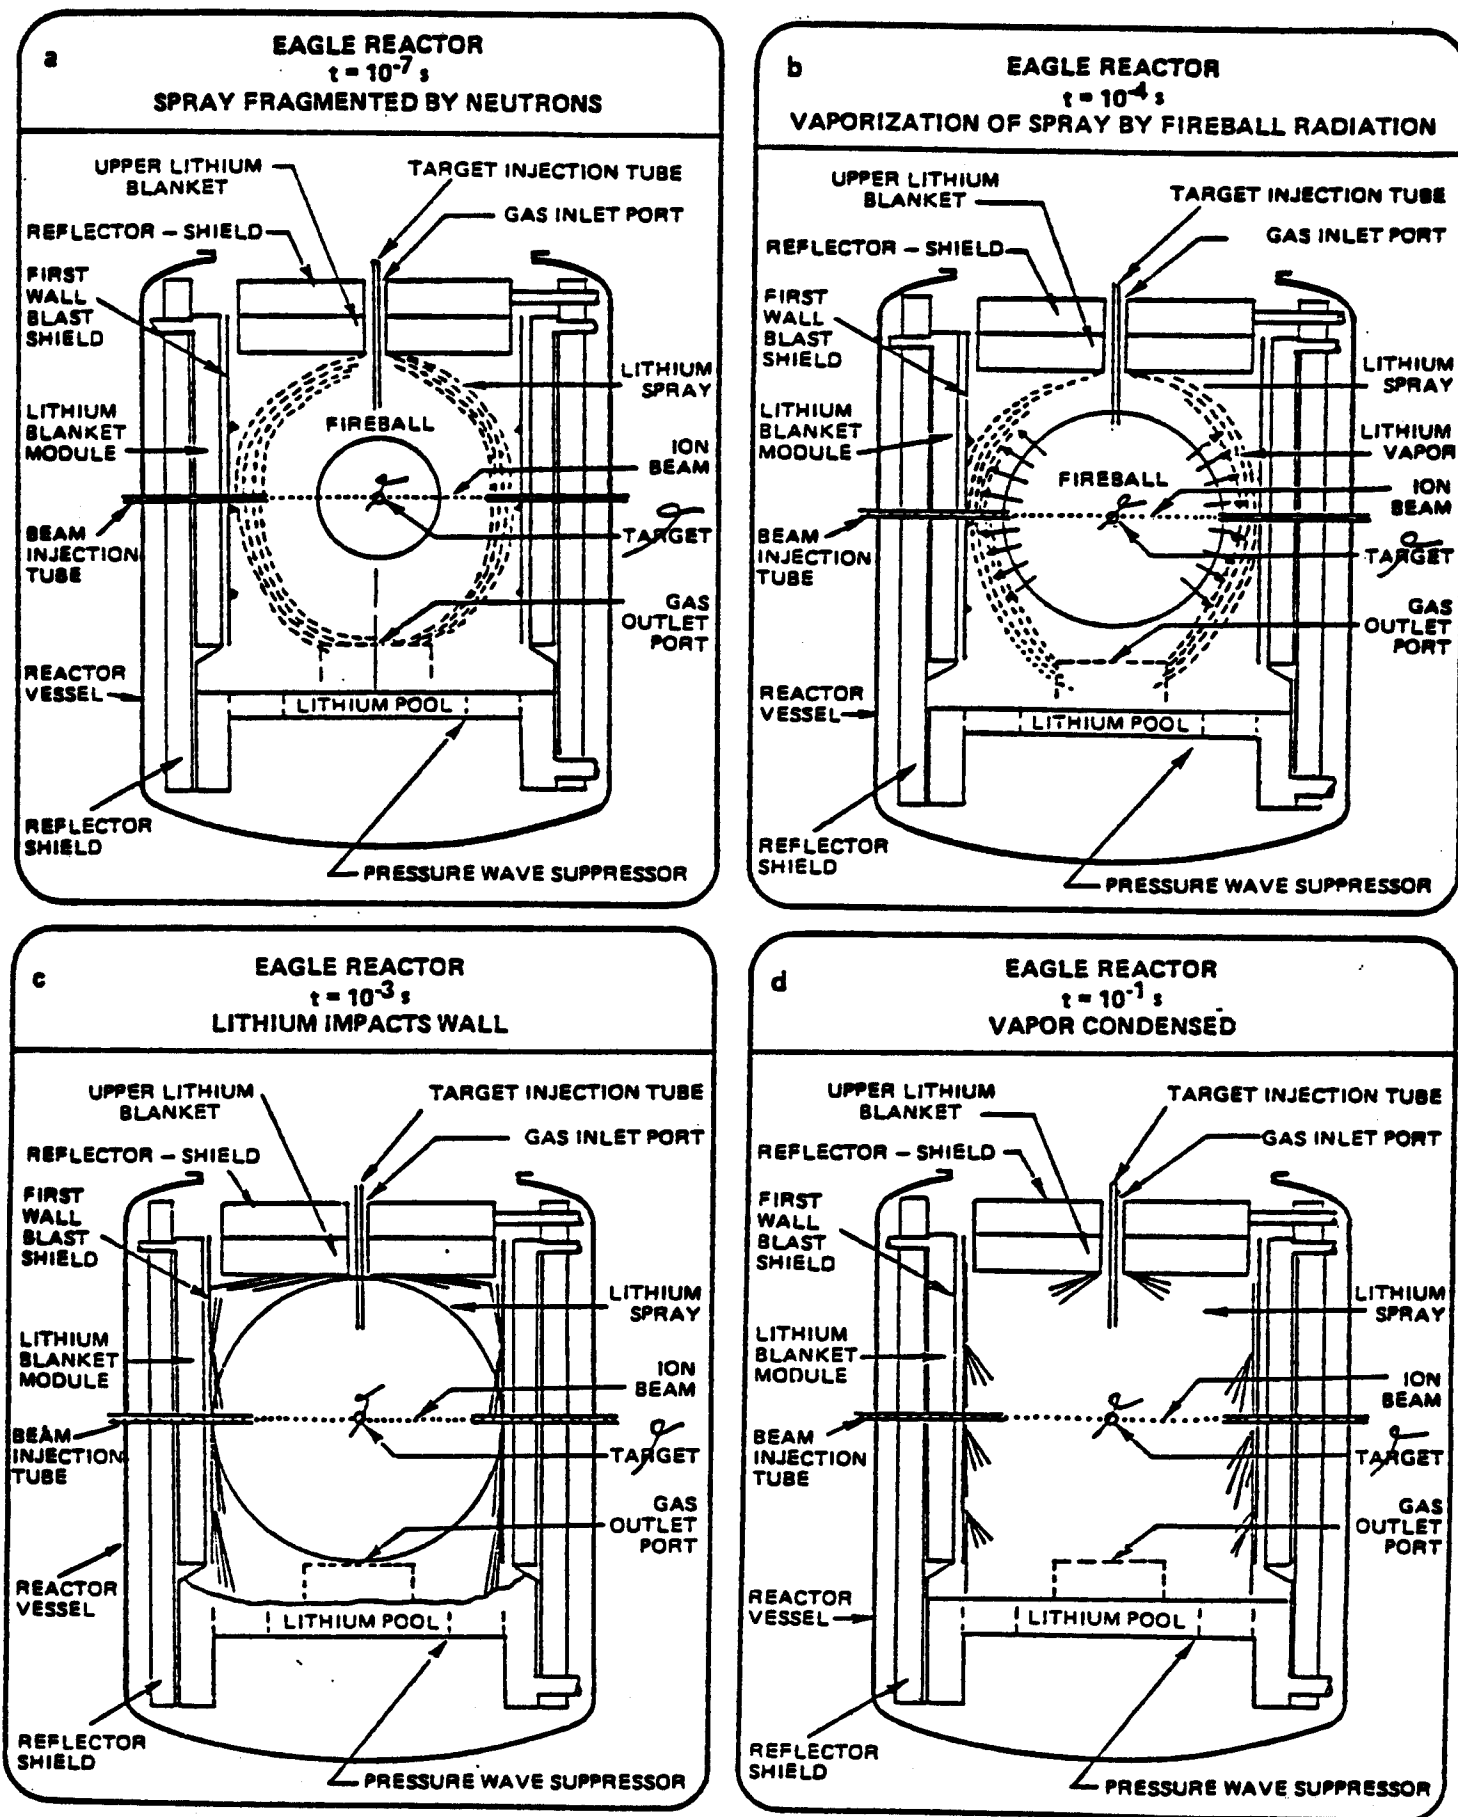 a
EAGLE REACTOR
t = 10⁻⁷ s
SPRAY FRAGMENTED BY NEUTRONS
UPPER LITHIUM
BLANKET
TARGET INJECTION TUBE
GAS INLET PORT
REFLECTOR – SHIELD
FIRST
WALL
BLAST
SHIELD
LITHIUM
SPRAY
FIREBALL
LITHIUM
BLANKET
MODULE
ION
BEAM
BEAM
INJECTION
TUBE
TARGET
GAS
OUTLET
PORT
REACTOR
VESSEL
LITHIUM POOL
REFLECTOR
SHIELD
PRESSURE WAVE SUPPRESSOR
b
EAGLE REACTOR
t = 10⁻⁴ s
VAPORIZATION OF SPRAY BY FIREBALL RADIATION
UPPER LITHIUM
BLANKET
TARGET INJECTION TUBE
GAS INLET PORT
REFLECTOR – SHIELD
FIRST
WALL
BLAST
SHIELD
LITHIUM
SPRAY
LITHIUM
BLANKET
MODULE
LITHIUM
VAPOR
FIREBALL
ION
BEAM
BEAM
INJECTION
TUBE
TARGET
GAS
OUTLET
PORT
REACTOR
VESSEL
LITHIUM POOL
REFLECTOR
SHIELD
PRESSURE WAVE SUPPRESSOR
c
EAGLE REACTOR
t = 10⁻³ s
LITHIUM IMPACTS WALL
UPPER LITHIUM
BLANKET
TARGET INJECTION TUBE
GAS INLET PORT
REFLECTOR – SHIELD
FIRST
WALL
BLAST
SHIELD
LITHIUM
SPRAY
LITHIUM
BLANKET
MODULE
ION
BEAM
BEAM
INJECTION
TUBE
TARGET
GAS
OUTLET
PORT
REACTOR
VESSEL
LITHIUM POOL
REFLECTOR
SHIELD
PRESSURE WAVE SUPPRESSOR
d
EAGLE REACTOR
t = 10⁻¹ s
VAPOR CONDENSED
UPPER LITHIUM
BLANKET
TARGET INJECTION TUBE
GAS INLET PORT
REFLECTOR – SHIELD
FIRST
WALL
BLAST
SHIELD
LITHIUM
SPRAY
LITHIUM
BLANKET
MODULE
ION
BEAM
BEAM
INJECTION
TUBE
TARGET
GAS
OUTLET
PORT
REACTOR
VESSEL
LITHIUM POOL
REFLECTOR
SHIELD
PRESSURE WAVE SUPPRESSOR